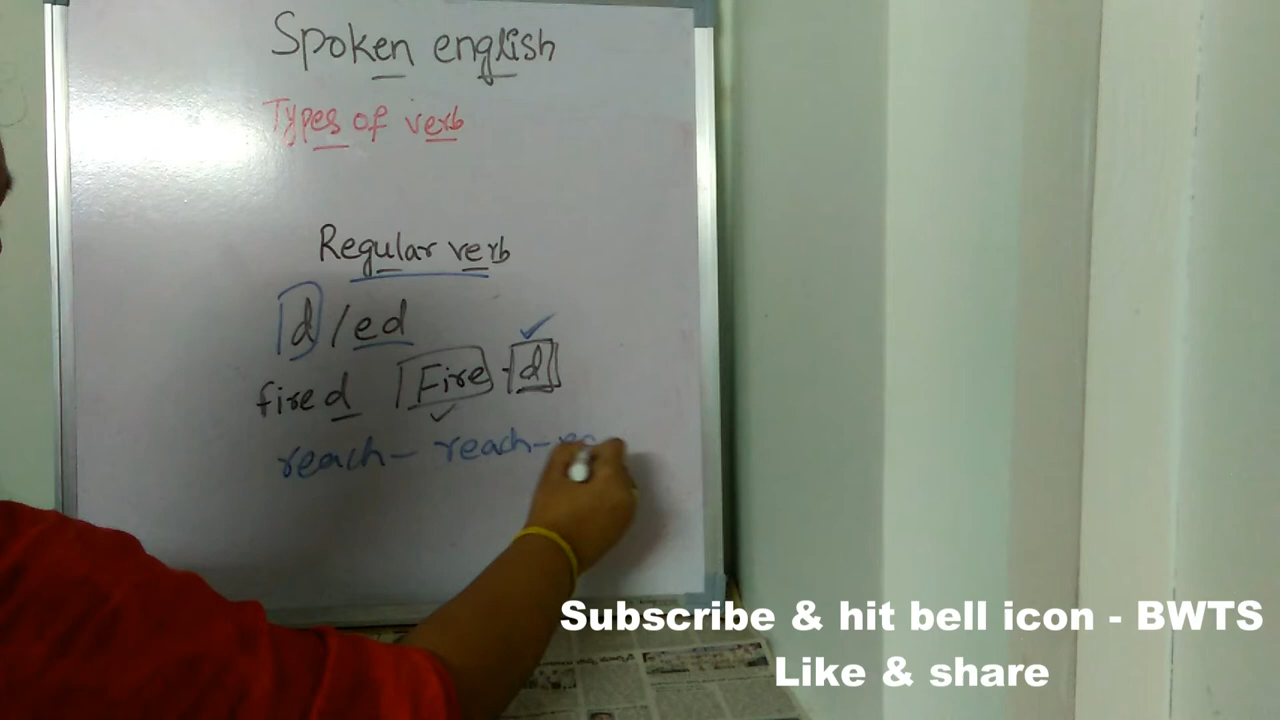 Spoken english
Types of verb
Regular verb
d/ed
fired Fire-d
reach- reach-e
Subscribe & hit bell icon - BWTS
Like & share